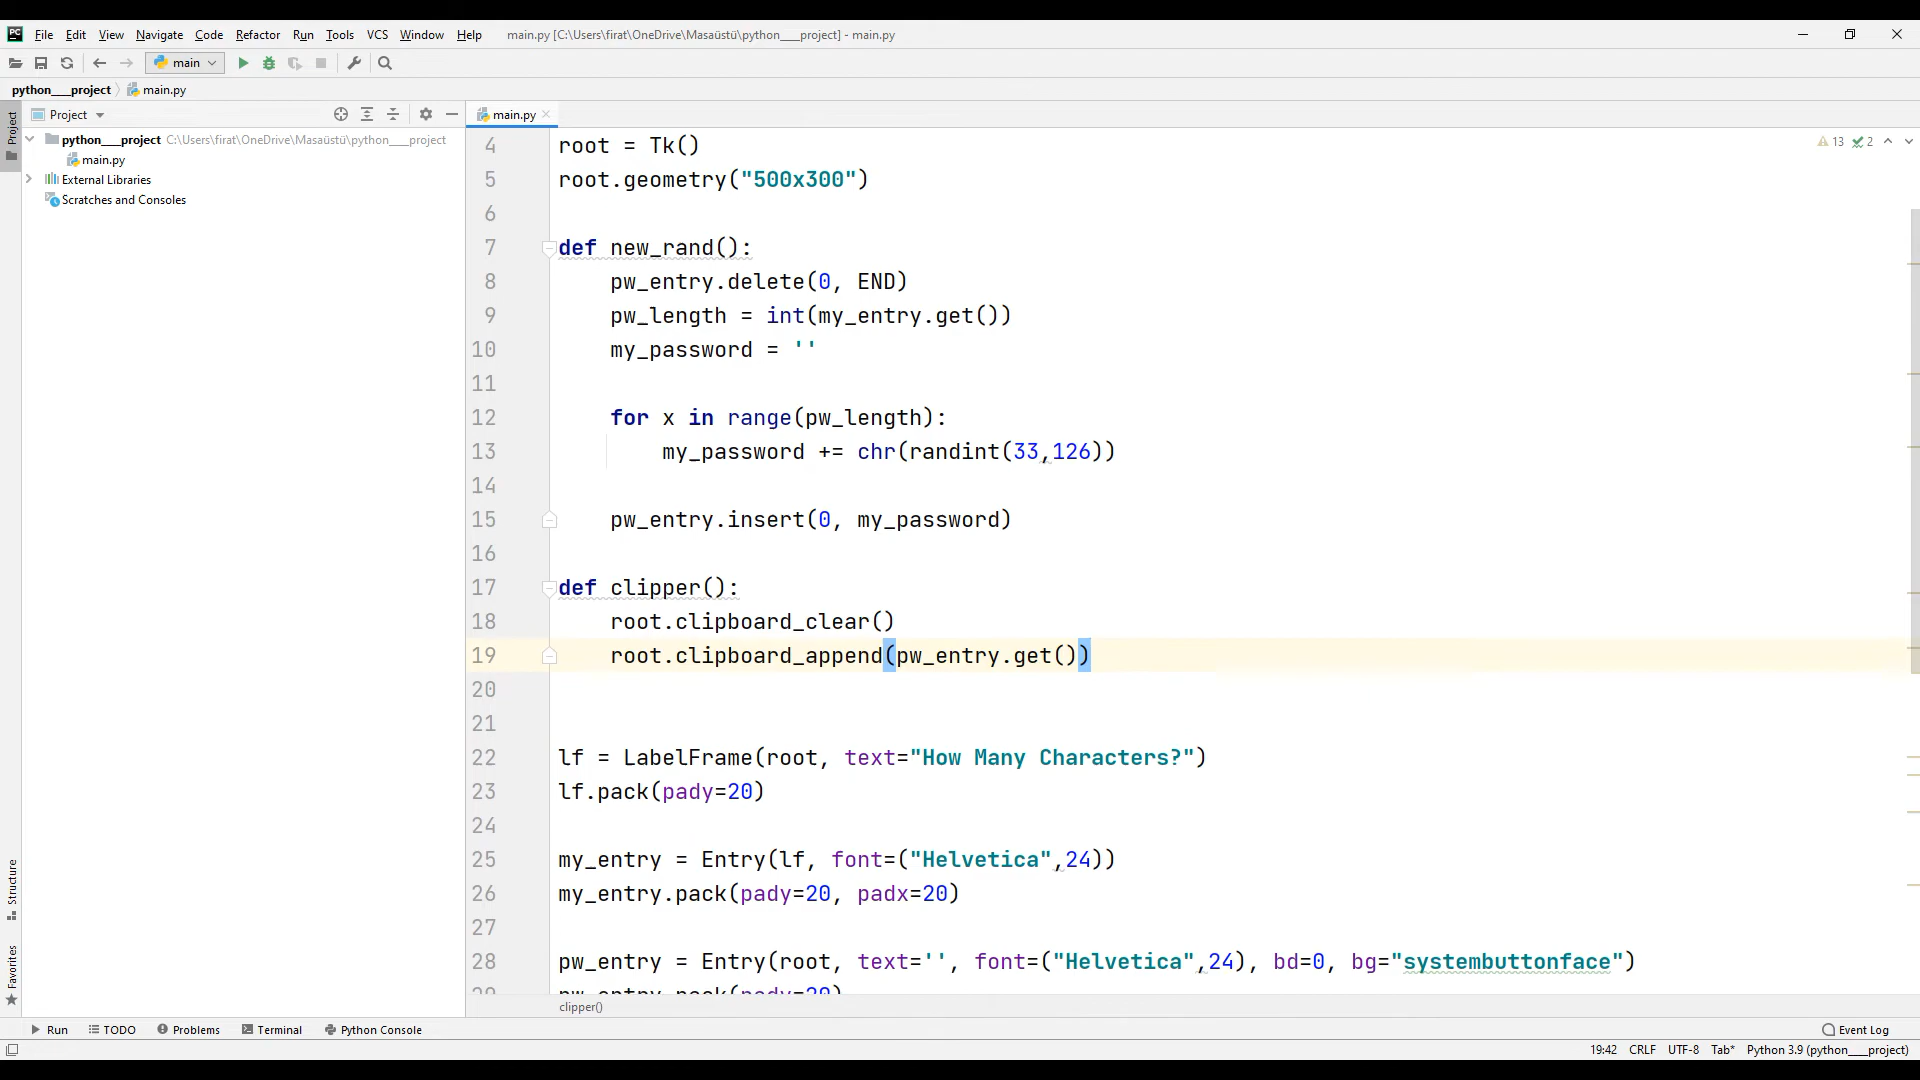 PC File Edit View Navigate Code Refactor Run Tools VCS Window Help main.py [C:\Users\firat\OneDrive\Masaüstü\python___project] - main.py
main
python___project main.py
Project main.py
python___project C:\Users\firat\OneDrive\Masaüstü\python___project
main.py
External Libraries
Scratches and Consoles
Project
Structure
Favorites
13 2
4 root = Tk()
5 root.geometry("500x300")
6
7 def new_rand():
8 pw_entry.delete(0, END)
9 pw_length = int(my_entry.get())
10 my_password = ''
11
12 for x in range(pw_length):
13 my_password += chr(randint(33,126))
14
15 pw_entry.insert(0, my_password)
16
17 def clipper():
18 root.clipboard_clear()
19 root.clipboard_append(pw_entry.get())
20
21
22 lf = LabelFrame(root, text="How Many Characters?")
23 lf.pack(pady=20)
24
25 my_entry = Entry(lf, font=("Helvetica",24))
26 my_entry.pack(pady=20, padx=20)
27
28 pw_entry = Entry(root, text='', font=("Helvetica",24), bd=0, bg="systembuttonface")
29 pw_entry.pack(pady=20)
clipper()
Run TODO Problems Terminal Python Console Event Log
19:42 CRLF UTF-8 Tab* Python 3.9 (python___project)